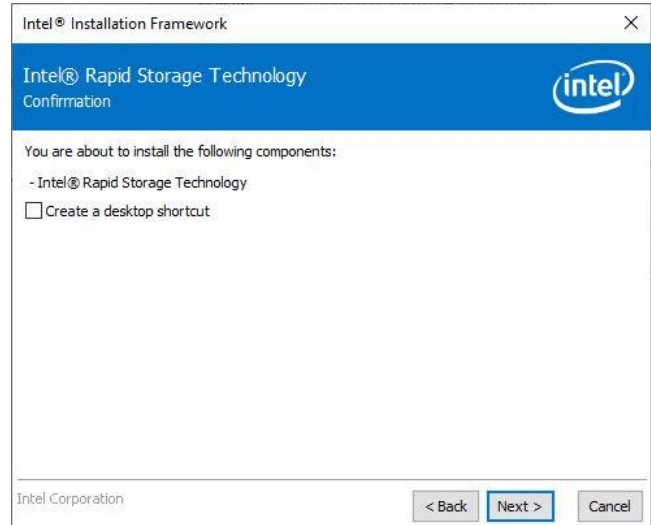 Intel® Installation Framework
Intel® Rapid Storage Technology
Confirmation
intel
You are about to install the following components:
- Intel® Rapid Storage Technology
Create a desktop shortcut
Intel Corporation
< Back Next > Cancel